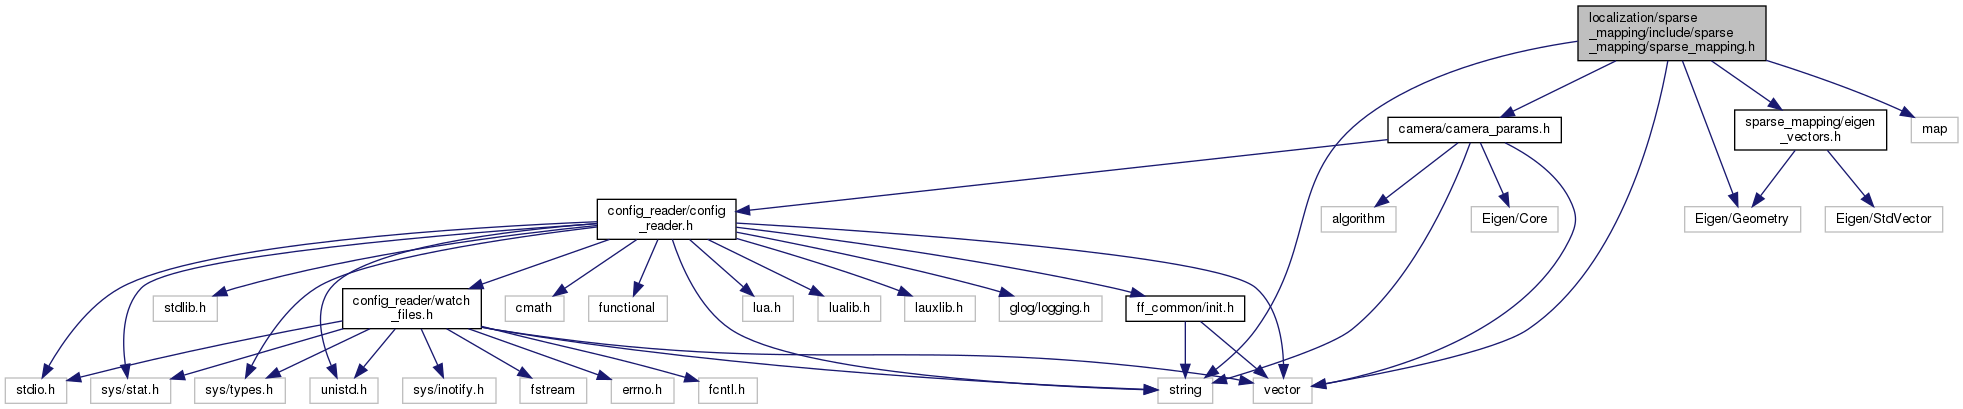 localization/sparse
_mapping/include/sparse
_mapping/sparse_mapping.h
camera/camera_params.h
sparse_mapping/eigen
_vectors.h
map
config_reader/config
_reader.h
algorithm
Eigen/Core
Eigen/Geometry
Eigen/StdVector
stdlib.h
config_reader/watch
_files.h
cmath
functional
lua.h
lualib.h
lauxlib.h
glog/logging.h
ff_common/init.h
stdio.h
sys/stat.h
sys/types.h
unistd.h
sys/inotify.h
fstream
errno.h
fcntl.h
string
vector